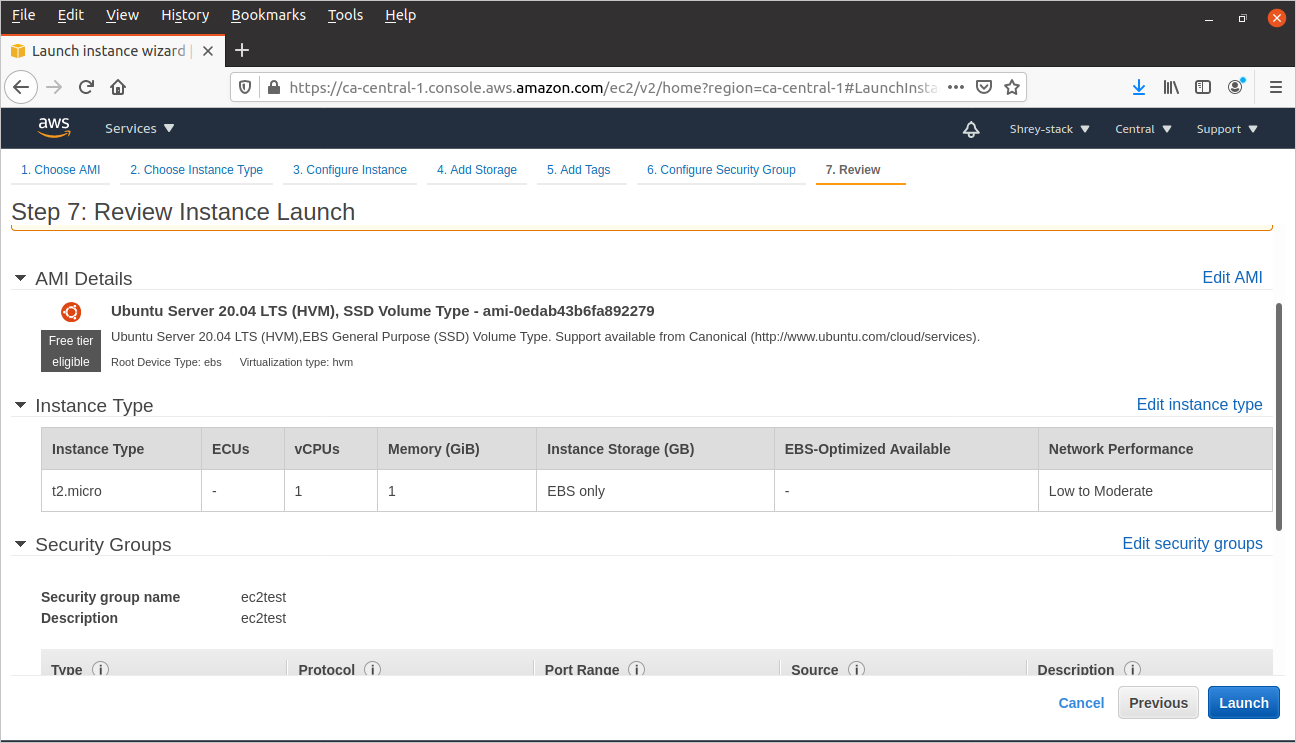 File Edit View History Bookmarks Tools Help
Launch instance wizard |
https://ca-central-1.console.aws.amazon.com/ec2/v2/home?region=ca-central-1#LaunchInsta
aws Services Shrey-stack Central Support
1. Choose AMI 2. Choose Instance Type 3. Configure Instance 4. Add Storage 5. Add Tags 6. Configure Security Group 7. Review
Step 7: Review Instance Launch
AMI Details Edit AMI
Ubuntu Server 20.04 LTS (HVM), SSD Volume Type - ami-0edab43b6fa892279
Free tier eligible
Ubuntu Server 20.04 LTS (HVM),EBS General Purpose (SSD) Volume Type. Support available from Canonical (http://www.ubuntu.com/cloud/services).
Root Device Type: ebs Virtualization type: hvm
Instance Type Edit instance type
Instance Type ECUs vCPUs Memory (GiB) Instance Storage (GB) EBS-Optimized Available Network Performance
t2.micro - 1 1 EBS only - Low to Moderate
Security Groups Edit security groups
Security group name ec2test
Description ec2test
Type i Protocol i Port Range i Source i Description i
Cancel Previous Launch